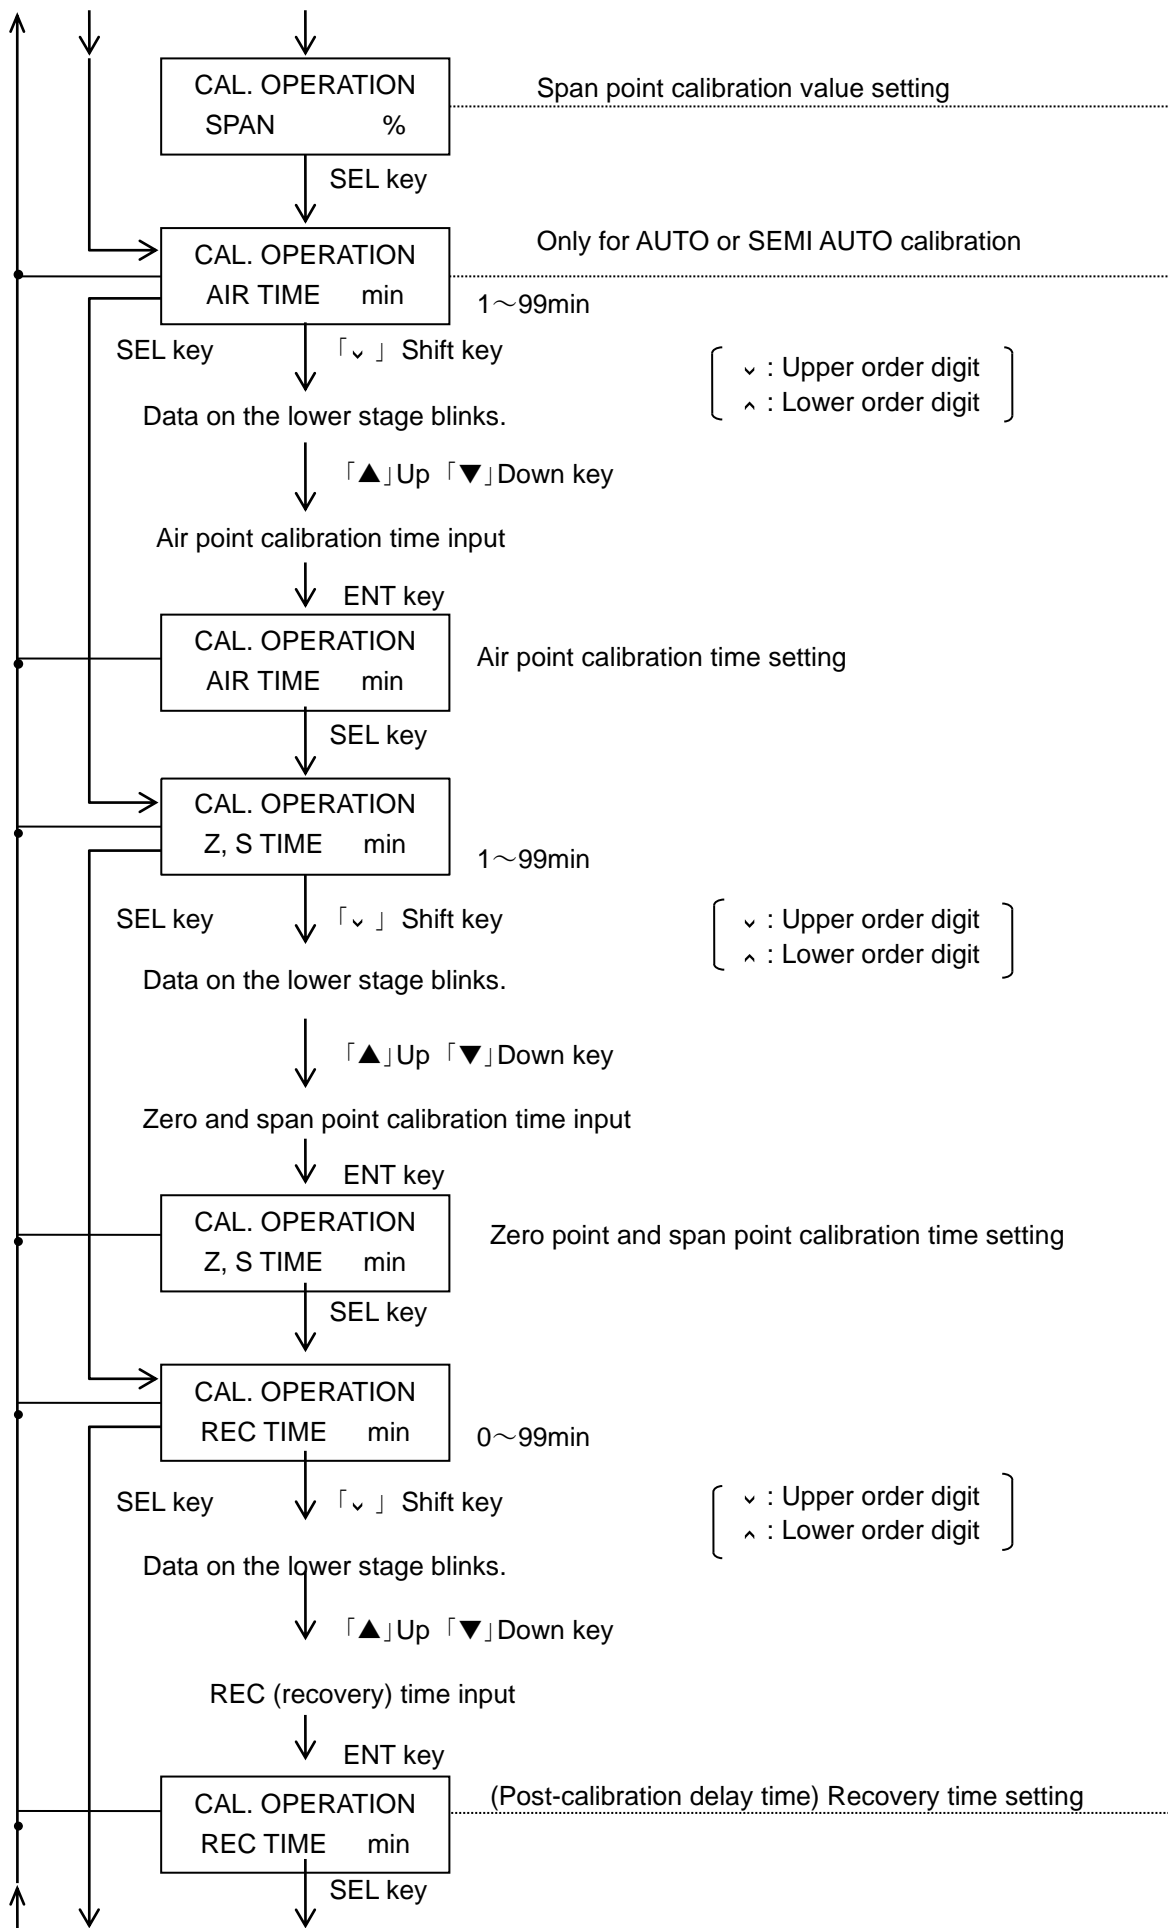 CAL. OPERATION
SPAN %
Span point calibration value setting
SEL key
CAL. OPERATION
AIR TIME min
Only for AUTO or SEMI AUTO calibration
1～99min
SEL key
「⌄」 Shift key
⌄ : Upper order digit
⌃ : Lower order digit
Data on the lower stage blinks.
「▲」Up 「▼」Down key
Air point calibration time input
ENT key
CAL. OPERATION
AIR TIME min
Air point calibration time setting
SEL key
CAL. OPERATION
Z, S TIME min
1～99min
SEL key
「⌄」 Shift key
⌄ : Upper order digit
⌃ : Lower order digit
Data on the lower stage blinks.
「▲」Up 「▼」Down key
Zero and span point calibration time input
ENT key
CAL. OPERATION
Z, S TIME min
Zero point and span point calibration time setting
SEL key
CAL. OPERATION
REC TIME min
0～99min
SEL key
「⌄」 Shift key
⌄ : Upper order digit
⌃ : Lower order digit
Data on the lower stage blinks.
「▲」Up 「▼」Down key
REC (recovery) time input
ENT key
CAL. OPERATION
REC TIME min
(Post-calibration delay time) Recovery time setting
SEL key